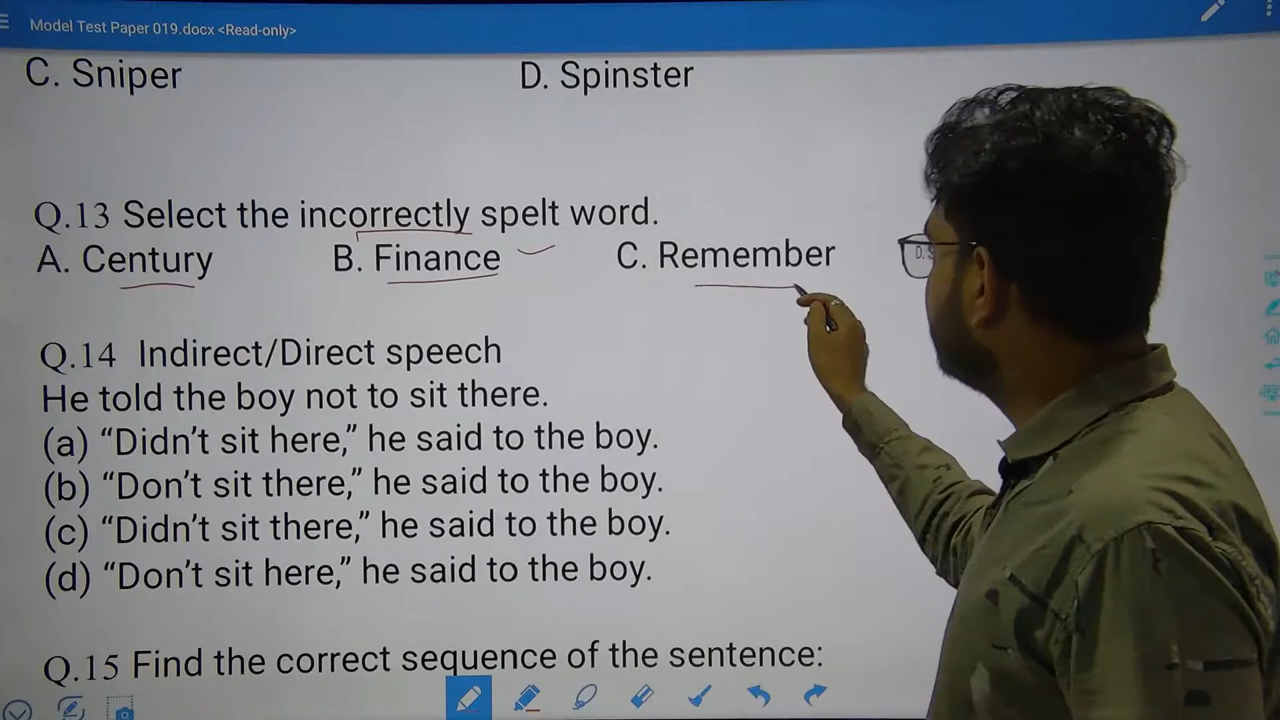 Model Test Paper 019.docx <Read-only>
C. Sniper D. Spinster
Q.13 Select the incorrectly spelt word.
A. Century B. Finance C. Remember D. S
Q.14 Indirect/Direct speech
He told the boy not to sit there.
(a) “Didn’t sit here,” he said to the boy.
(b) “Don’t sit there,” he said to the boy.
(c) “Didn’t sit there,” he said to the boy.
(d) “Don’t sit here,” he said to the boy.
Q.15 Find the correct sequence of the sentence: